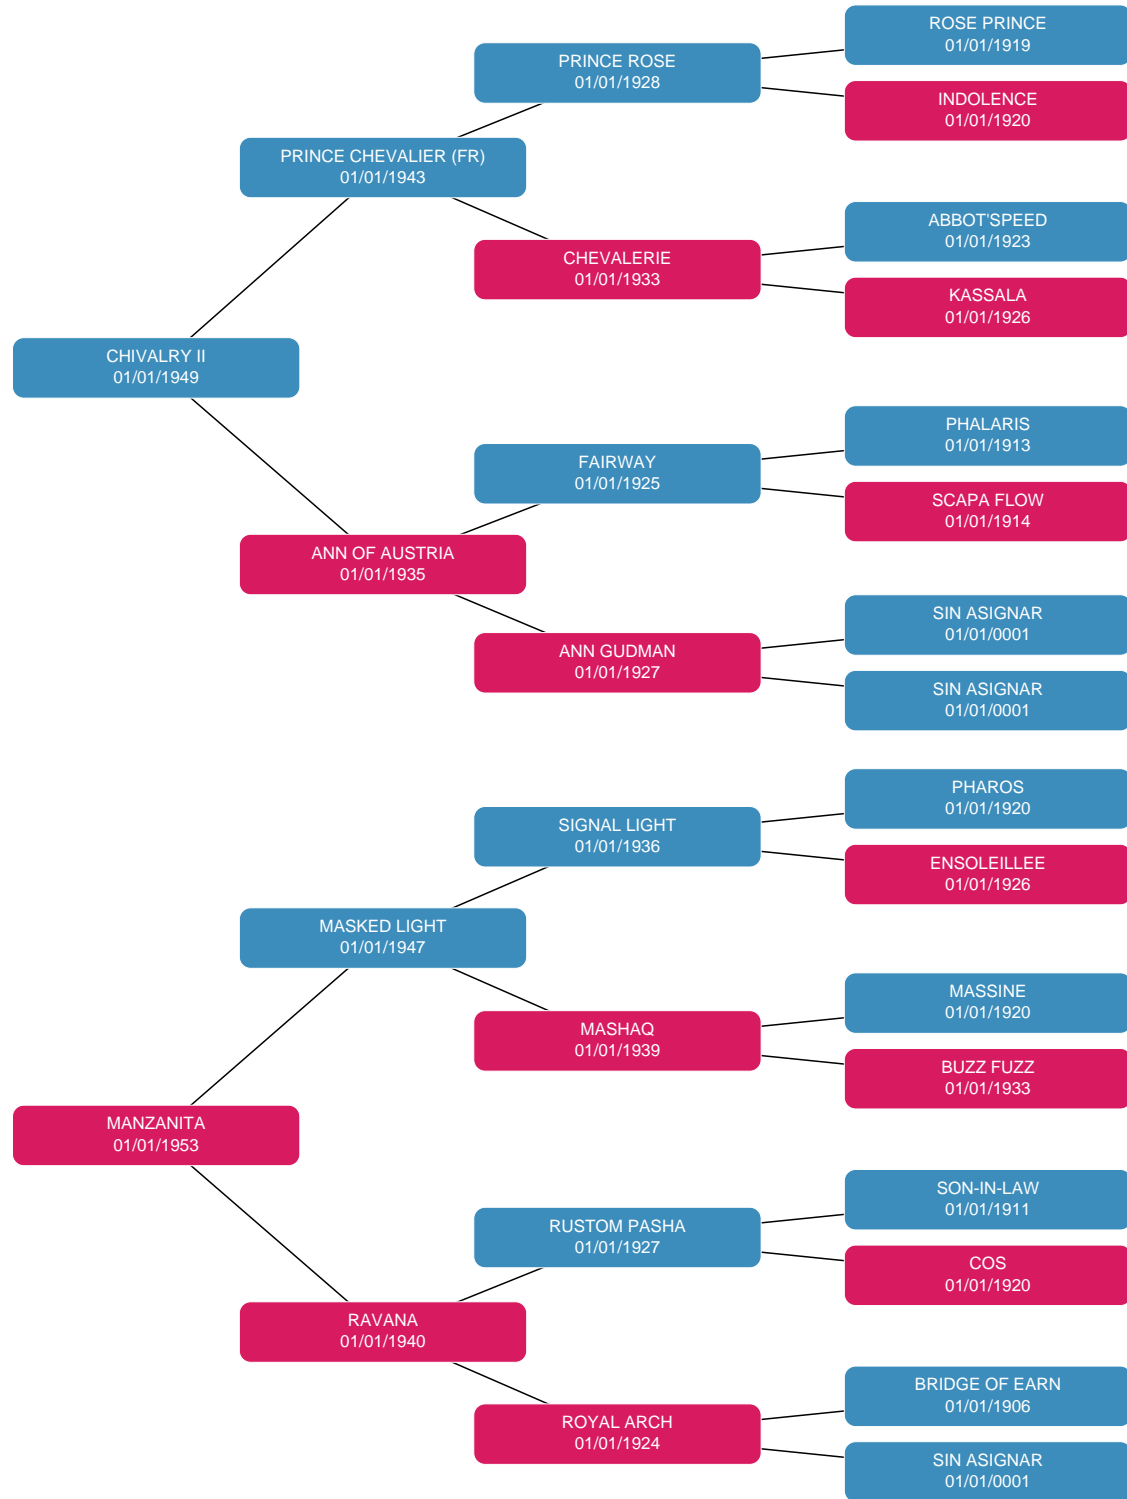 ROSE PRINCE
01/01/1919
PRINCE ROSE
01/01/1928
INDOLENCE
01/01/1920
PRINCE CHEVALIER (FR)
01/01/1943
ABBOT'SPEED
01/01/1923
CHEVALERIE
01/01/1933
KASSALA
01/01/1926
CHIVALRY II
01/01/1949
PHALARIS
01/01/1913
FAIRWAY
01/01/1925
SCAPA FLOW
01/01/1914
ANN OF AUSTRIA
01/01/1935
SIN ASIGNAR
01/01/0001
ANN GUDMAN
01/01/1927
SIN ASIGNAR
01/01/0001
PHAROS
01/01/1920
SIGNAL LIGHT
01/01/1936
ENSOLEILLEE
01/01/1926
MASKED LIGHT
01/01/1947
MASSINE
01/01/1920
MASHAQ
01/01/1939
BUZZ FUZZ
01/01/1933
MANZANITA
01/01/1953
SON-IN-LAW
01/01/1911
RUSTOM PASHA
01/01/1927
COS
01/01/1920
RAVANA
01/01/1940
BRIDGE OF EARN
01/01/1906
ROYAL ARCH
01/01/1924
SIN ASIGNAR
01/01/0001